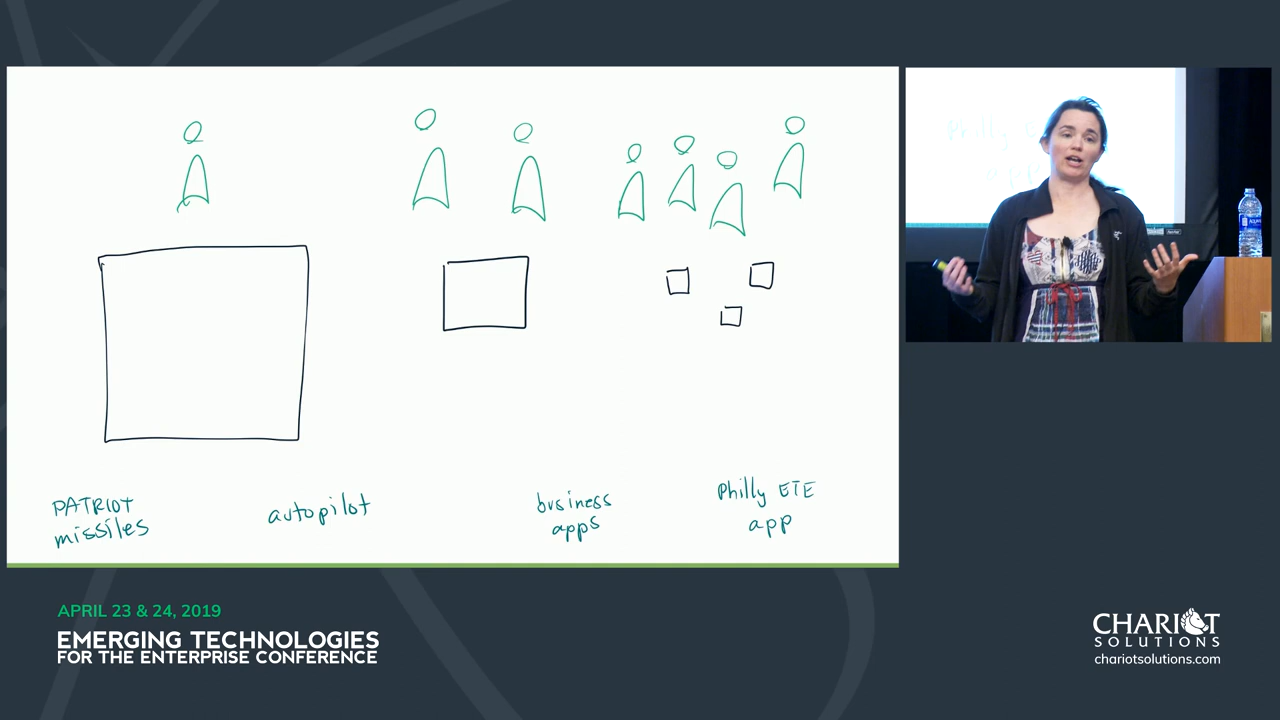 PATRIOT
missiles
autopilot
business
apps
Philly ETE
app
APRIL 23 & 24, 2019
EMERGING TECHNOLOGIES
FOR THE ENTERPRISE CONFERENCE
CHARIOT
SOLUTIONS
chariotsolutions.com